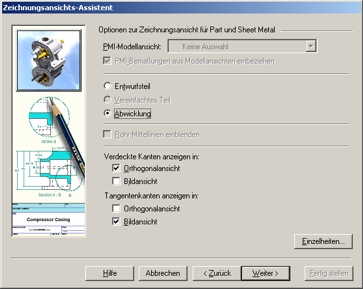 Zeichnungsansichts-Assistent
Optionen zur Zeichnungsansicht für Part und Sheet Metal
PMI-Modellansicht: Keine Auswahl
PMI-Bemaßungen aus Modellansichten einbeziehen
Entwurfsteil
Vereinfachtes Teil
Abwicklung
Rohr-Mittellinien einblenden
Verdeckte Kanten anzeigen in:
Orthogonalansicht
Bildansicht
Tangentenkanten anzeigen in:
Orthogonalansicht
Bildansicht
Compressor Casing
Einzelheiten...
Hilfe Abbrechen < Zurück Weiter > Fertig stellen